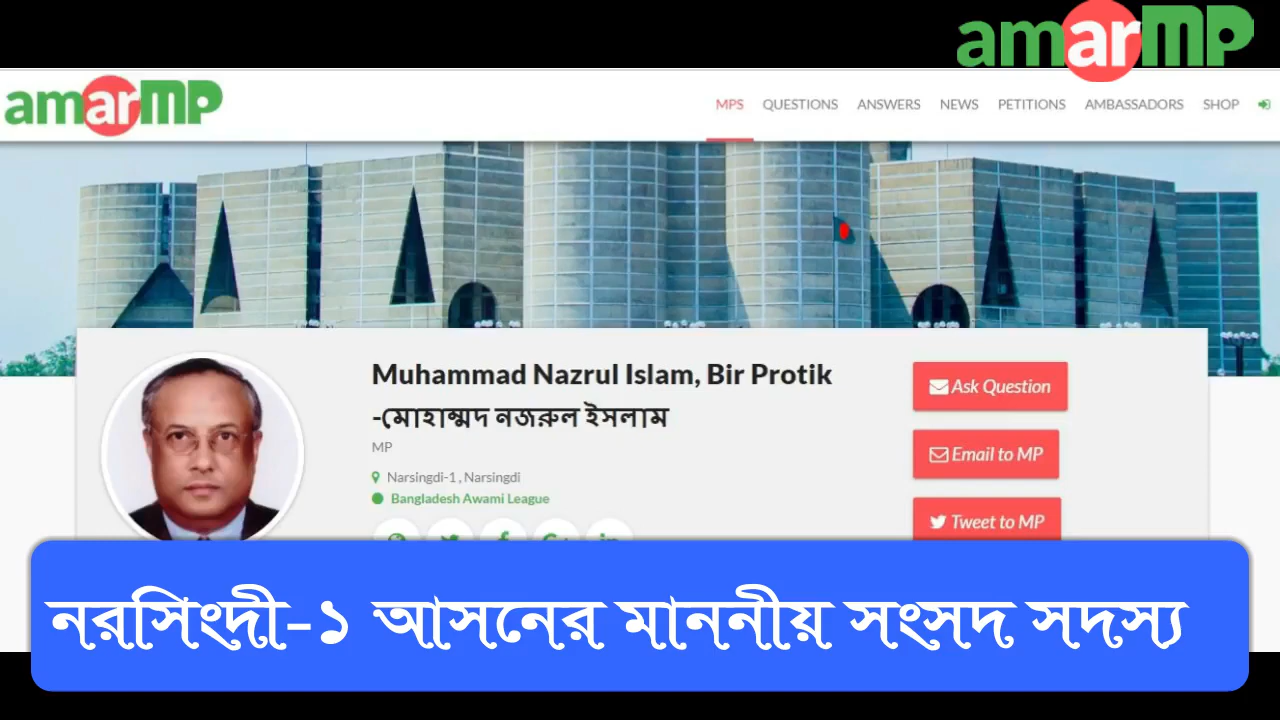 amarMP
amarMP
MPS QUESTIONS ANSWERS NEWS PETITIONS AMBASSADORS SHOP
Muhammad Nazrul Islam, Bir Protik
-মোহাম্মদ নজরুল ইসলাম
MP
Narsingdi-1 , Narsingdi
Bangladesh Awami League
Ask Question
Email to MP
Tweet to MP
নরসিংদী-১ আসনের মাননীয় সংসদ সদস্য